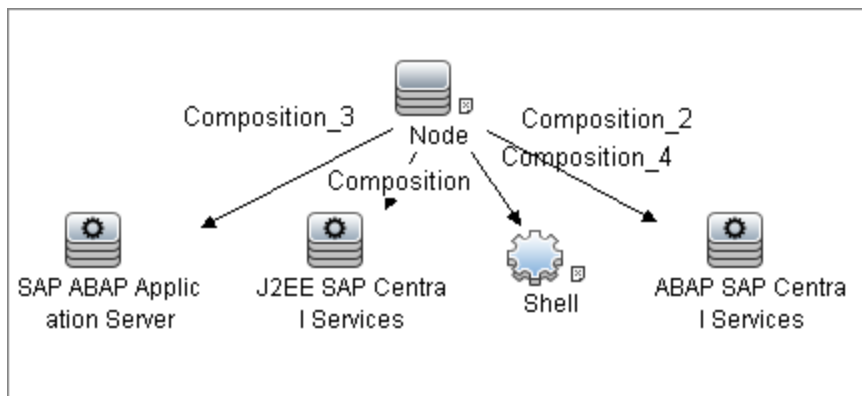 Composition_3
Composition_2
Node
Composition_4
Composition
SAP ABAP Applic
ation Server
J2EE SAP Centra
l Services
Shell
ABAP SAP Centra
l Services